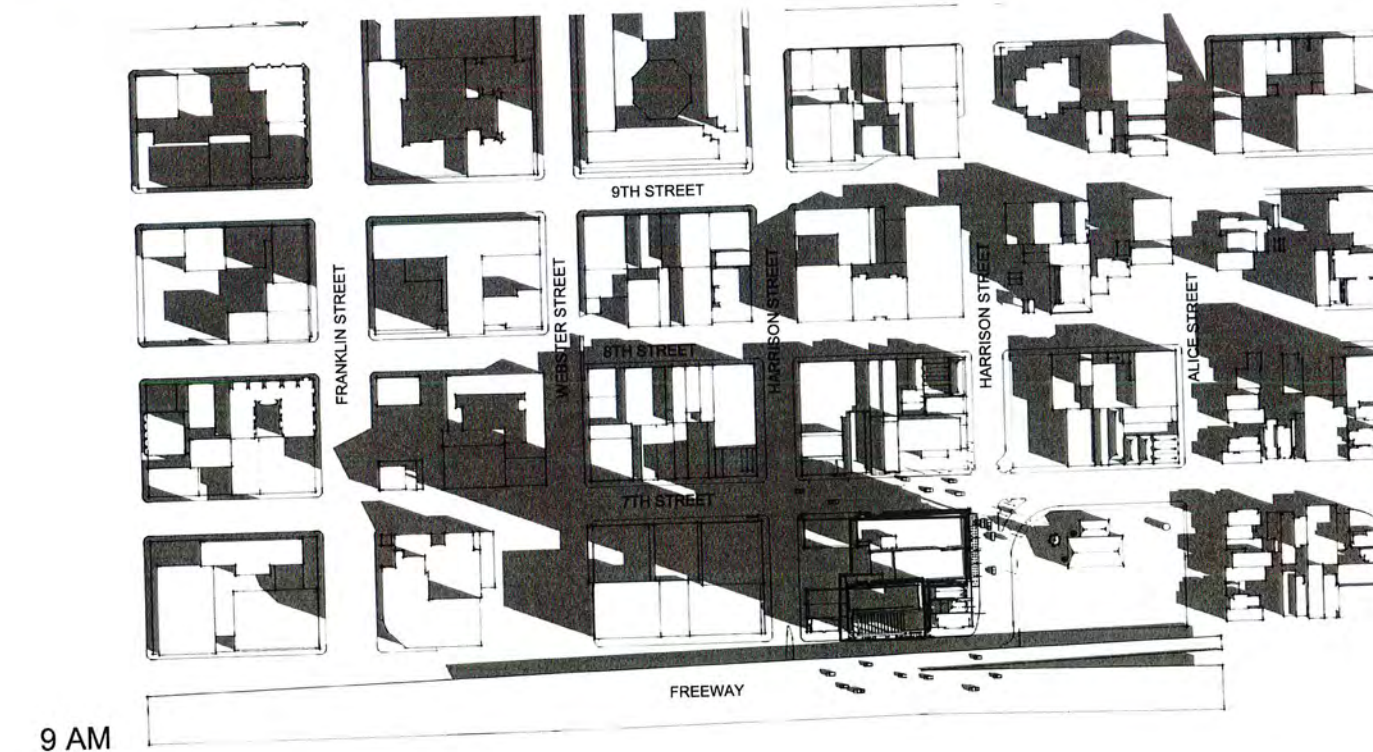 9TH STREET
FRANKLIN STREET
WEBSTER STREET
HARRISON STREET
HARRISON STREET
ALICE STREET
8TH STREET
7TH STREET
FREEWAY
9 AM